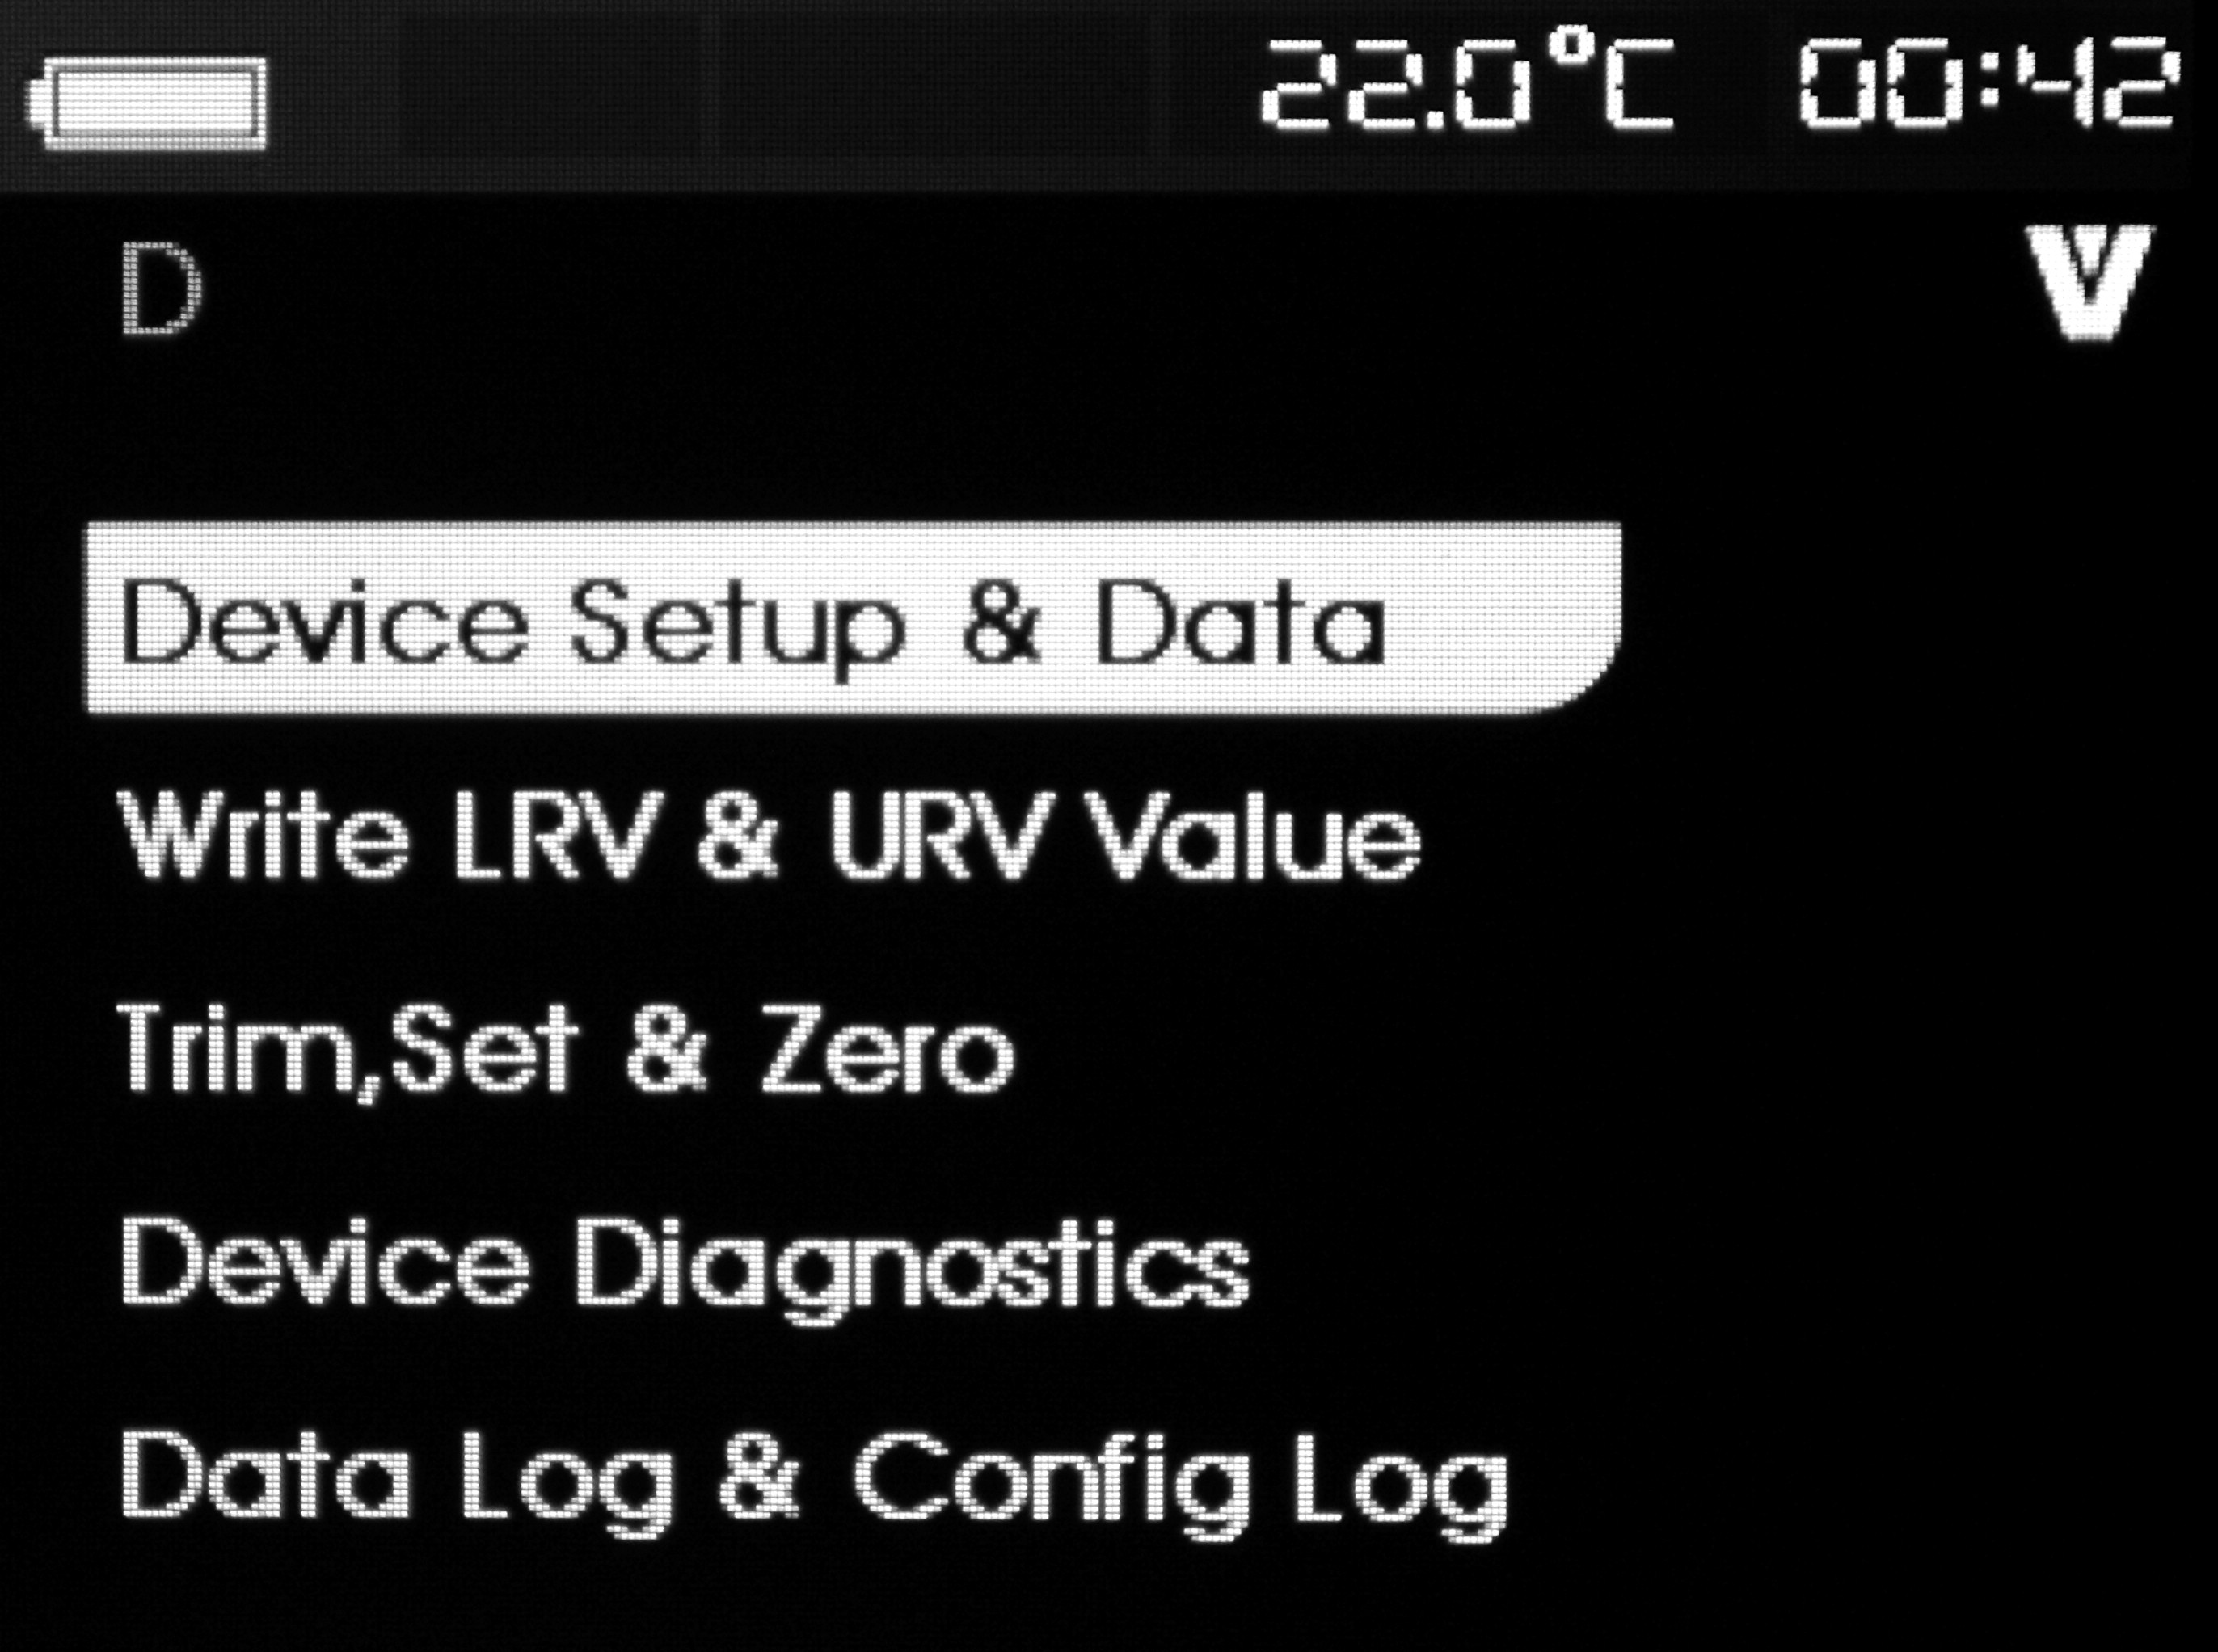 22.0°C 00:42
D V
Device Setup & Data
Write LRV & URV Value
Trim,Set & Zero
Device Diagnostics
Data Log & Config Log